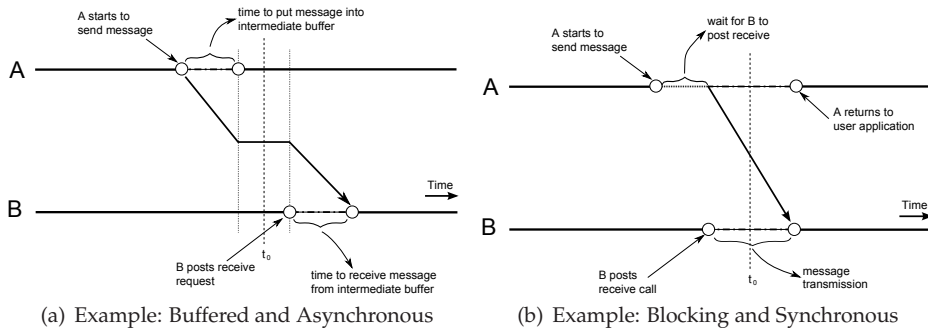 A starts to
send message
time to put message into
intermediate buffer
A
B
Time
B posts receive
request
t₀
time to receive message
from intermediate buffer
(a) Example: Buffered and Asynchronous
wait for B to
post receive
A starts to
send message
A
A returns to
user application
B
Time
B posts
receive call
t₀
message
transmission
(b) Example: Blocking and Synchronous